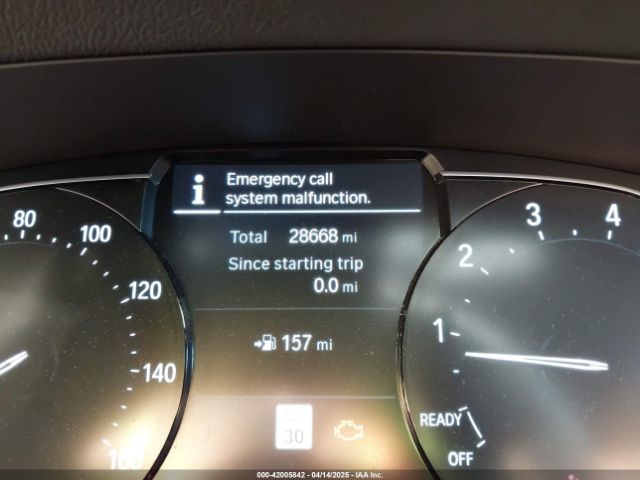 Emergency call
system malfunction.
Total 28668 mi
Since starting trip
0.0 mi
157 mi
30
80
100
120
140
160
1
2
3
4
READY
OFF
000-42005842 - 04/14/2025 - IAA Inc.